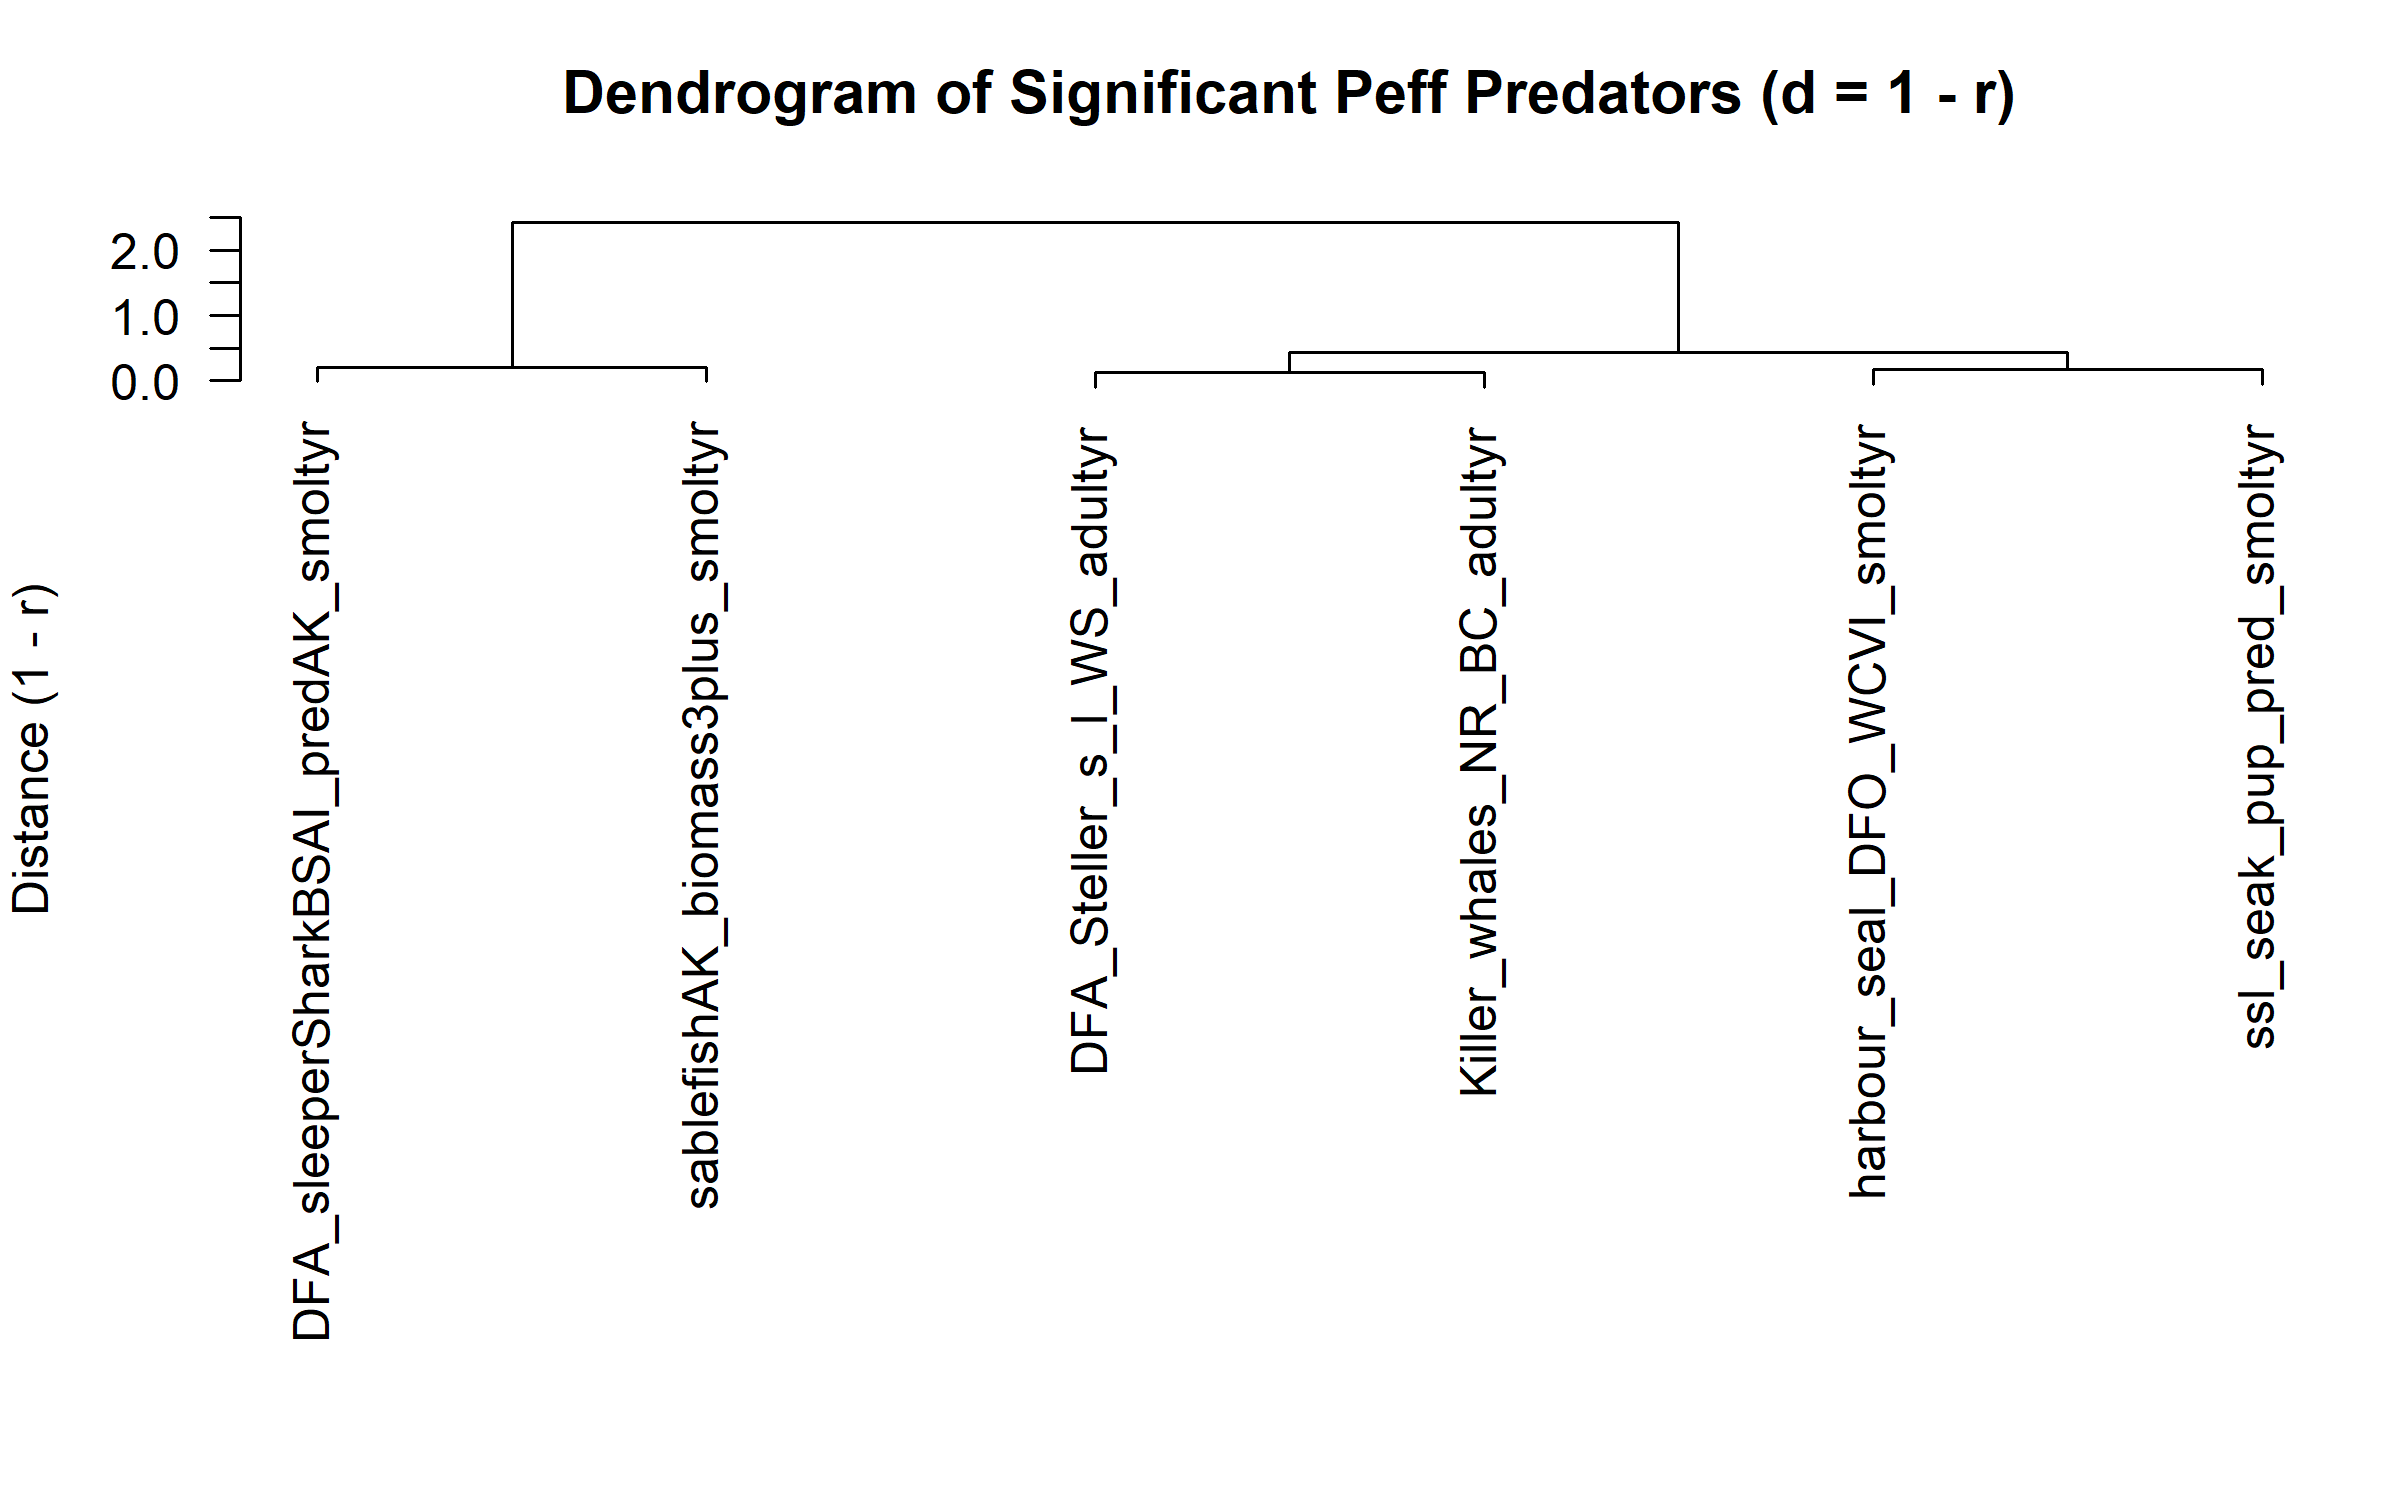 Dendrogram of Significant Peff Predators (d = 1 - r)
2.0
1.0
0.0
Distance (1 - r)
DFA_sleeperSharkBSAI_predAK_smoltyr
sablefishAK_biomass3plus_smoltyr
DFA_Steller_s_l_WS_adultyr
Killer_whales_NR_BC_adultyr
harbour_seal_DFO_WCVI_smoltyr
ssl_seak_pup_pred_smoltyr